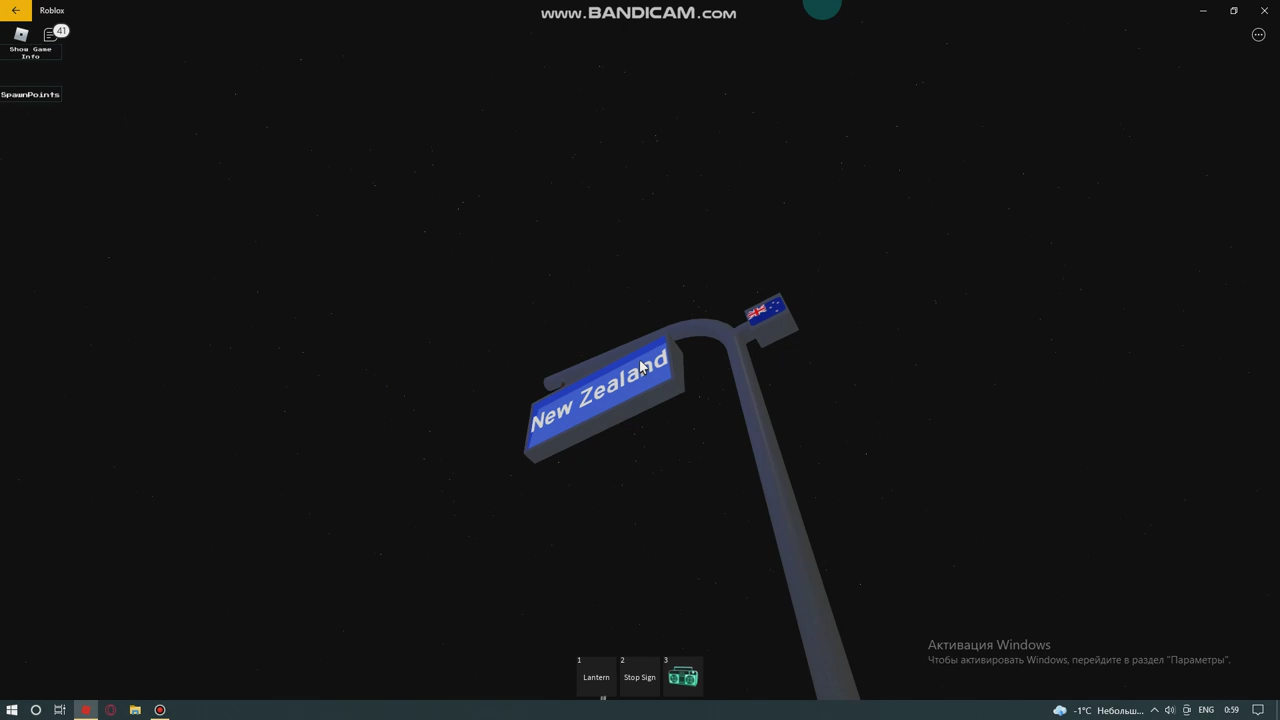 Roblox
www.BANDICAM.com
41
Show Game
Info
SpawnPoints
New Zealand
1
Lantern
2
Stop Sign
3
Активация Windows
Чтобы активировать Windows, перейдите в раздел "Параметры".
-1°C Небольш...
ENG
0:59